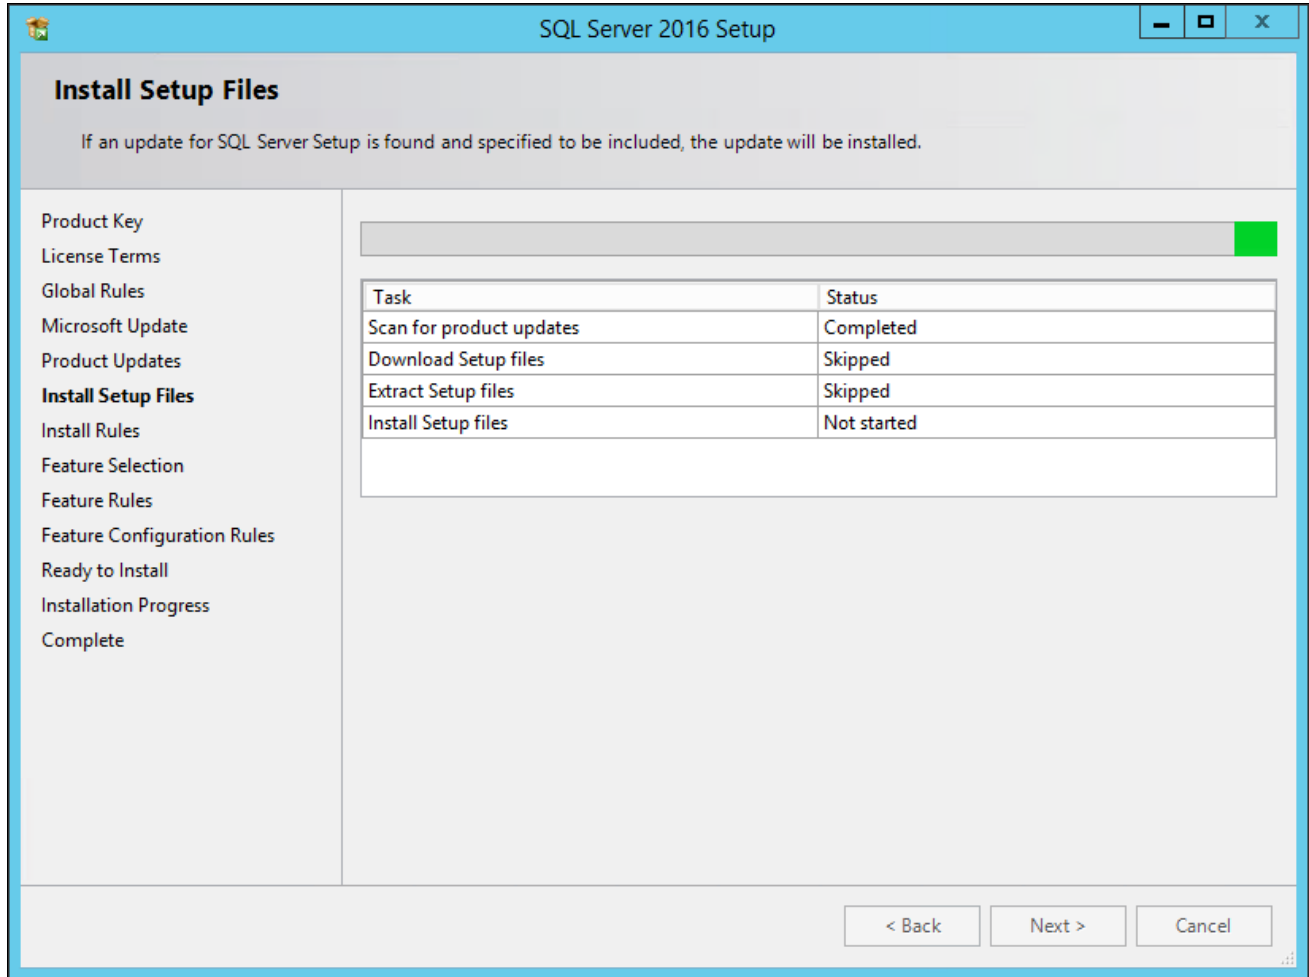 SQL Server 2016 Setup
Install Setup Files
If an update for SQL Server Setup is found and specified to be included, the update will be installed.
Product Key
License Terms
Global Rules
Microsoft Update
Product Updates
Install Setup Files
Install Rules
Feature Selection
Feature Rules
Feature Configuration Rules
Ready to Install
Installation Progress
Complete
Task Status
Scan for product updates Completed
Download Setup files Skipped
Extract Setup files Skipped
Install Setup files Not started
< Back Next > Cancel